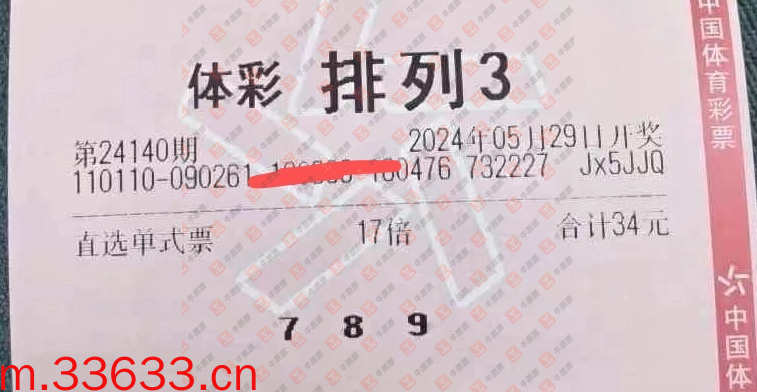 体彩 排列3
第24140期 2024年05月29日开奖
110110-090261 180476 732227 Jx5JJQ
直选单式票 17倍 合计34元
7 8 9
m.33633.cn
中国体育彩票
中国体